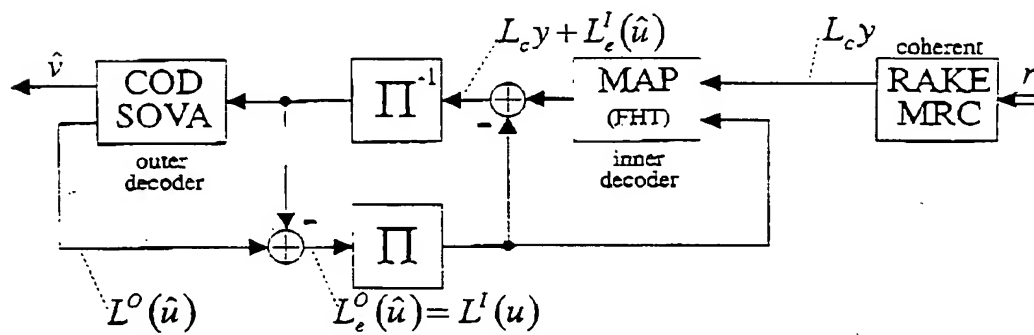 L_c y + L_e^I(û)
L_c y
v̂
COD
SOVA
outer
decoder
Π⁻¹
-
MAP
(FHT)
inner
decoder
coherent
RAKE
MRC
r
-
Π
L^O(û)
L_e^O(û) = L^I(u)